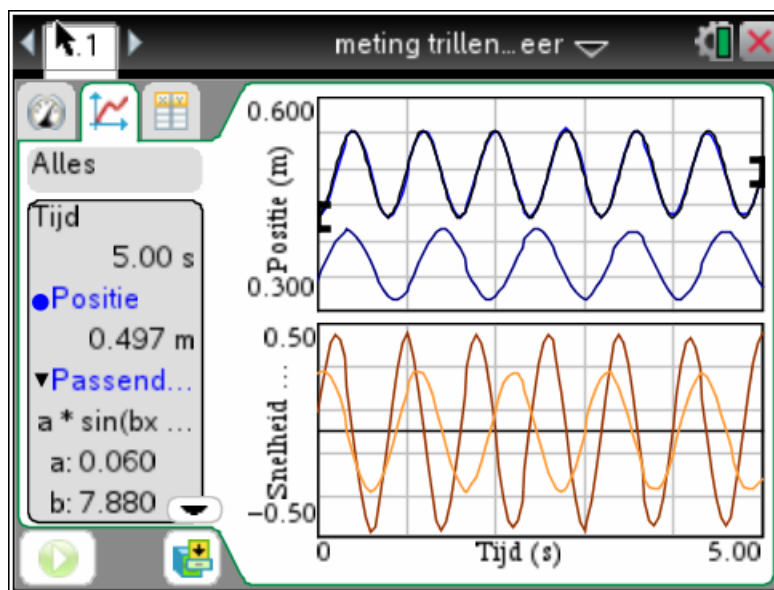 .1
meting trillen…eer
Alles
Tijd
5.00 s
Positie
0.497 m
Passend...
a * sin(bx ...
a: 0.060
b: 7.880
0.600
Positie (m)
0.300
0.50
Snelheid ...
−0.50
0
Tijd (s)
5.00